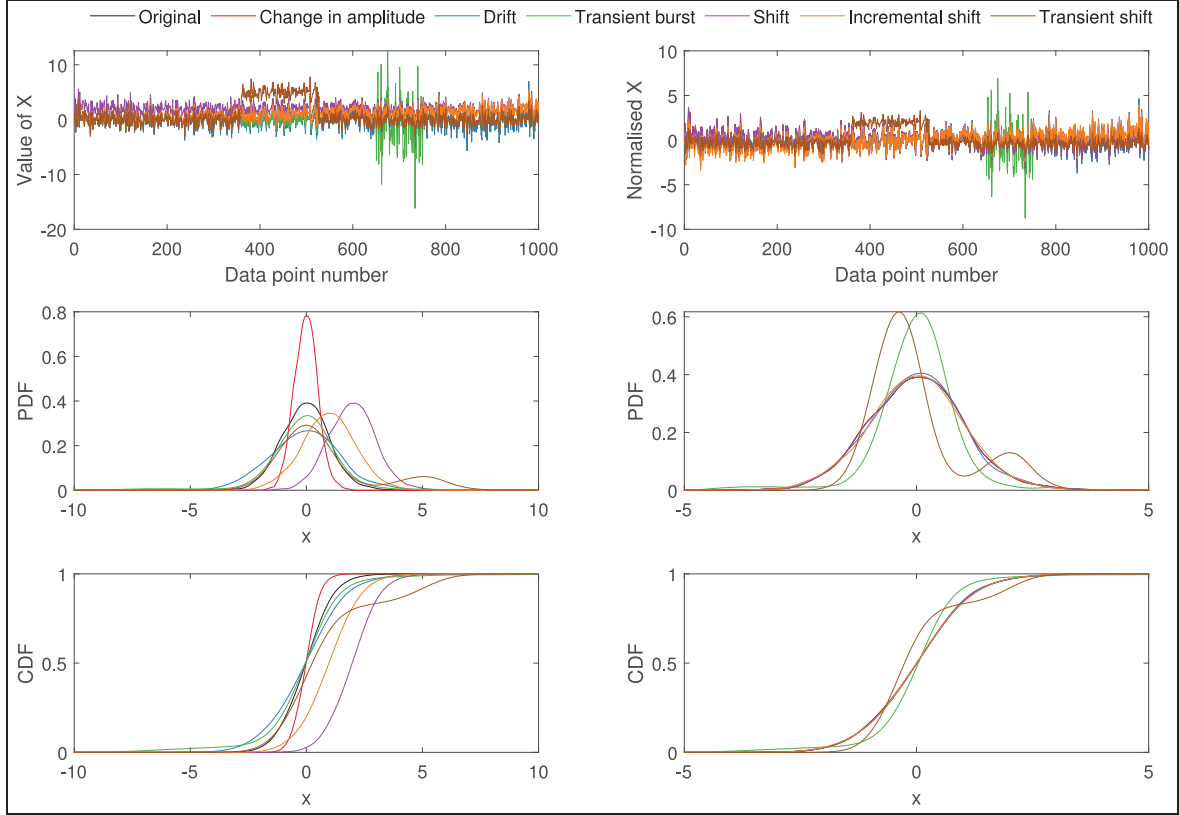 Original Change in amplitude Drift Transient burst Shift Incremental shift Transient shift
10
0
-10
-20
Value of X
0 200 400 600 800 1000
Data point number
10
5
0
-5
-10
Normalised X
0 200 400 600 800 1000
Data point number
0.8
0.6
0.4
0.2
0
PDF
-10 -5 0 5 10
x
0.6
0.4
0.2
0
PDF
-5 0 5
x
1
0.5
0
CDF
-10 -5 0 5 10
x
1
0.5
0
CDF
-5 0 5
x